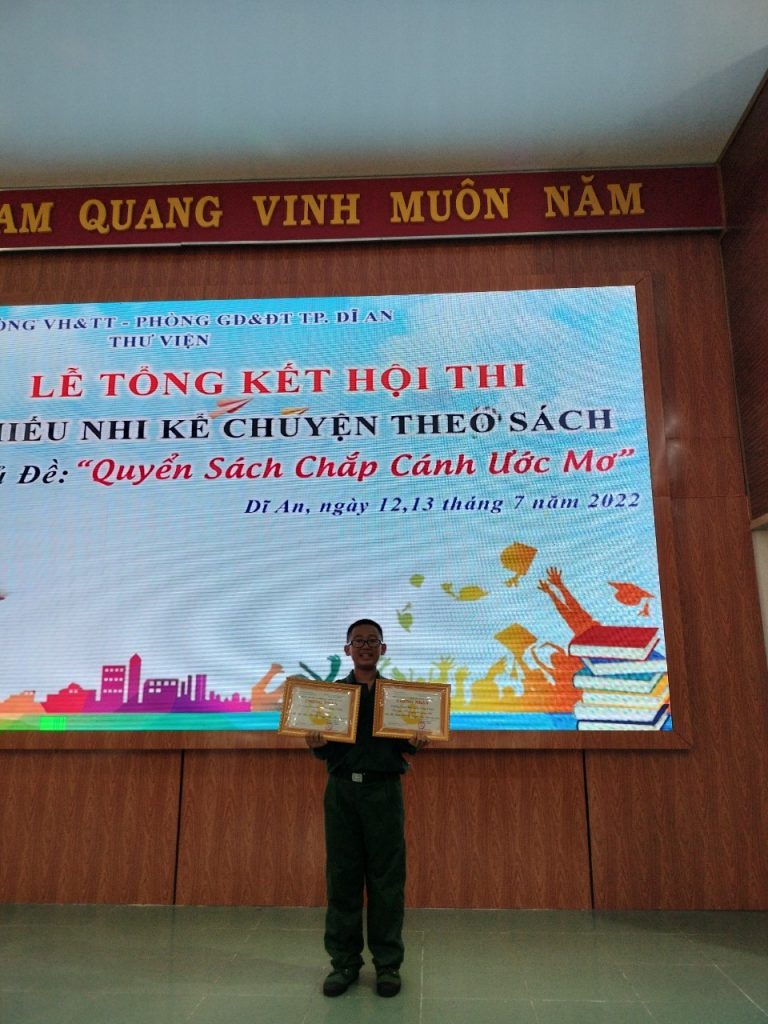 AM QUANG VINH MUÔN NĂM
ÒNG VH&TT - PHÒNG GD&ĐT TP. DĨ AN
THƯ VIỆN
LỄ TỔNG KẾT HỘI THI
HIẾU NHI KỂ CHUYỆN THEO SÁCH
Ủ Đề: “Quyển Sách Chắp Cánh Ước Mơ”
Dĩ An, ngày 12,13 tháng 7 năm 2022